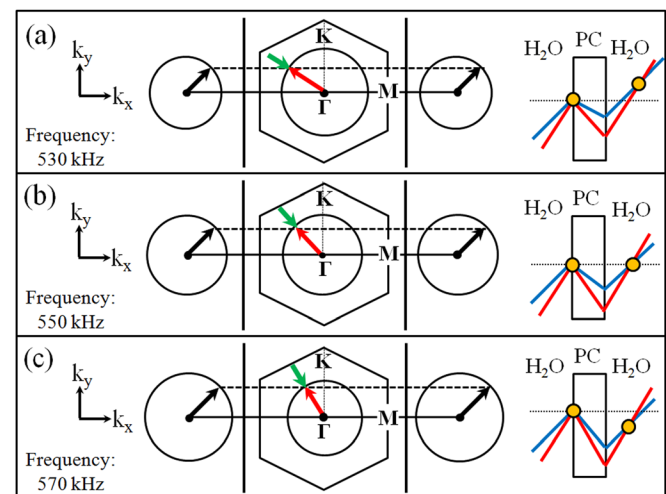 (a)
K
H₂O PC H₂O
k_y
k_x
M
Γ
Frequency:
530 kHz
(b)
K
PC
H₂O H₂O
k_y
k_x
M
Γ
Frequency:
550 kHz
(c)
K
PC
H₂O H₂O
k_y
k_x
M
Γ
Frequency:
570 kHz